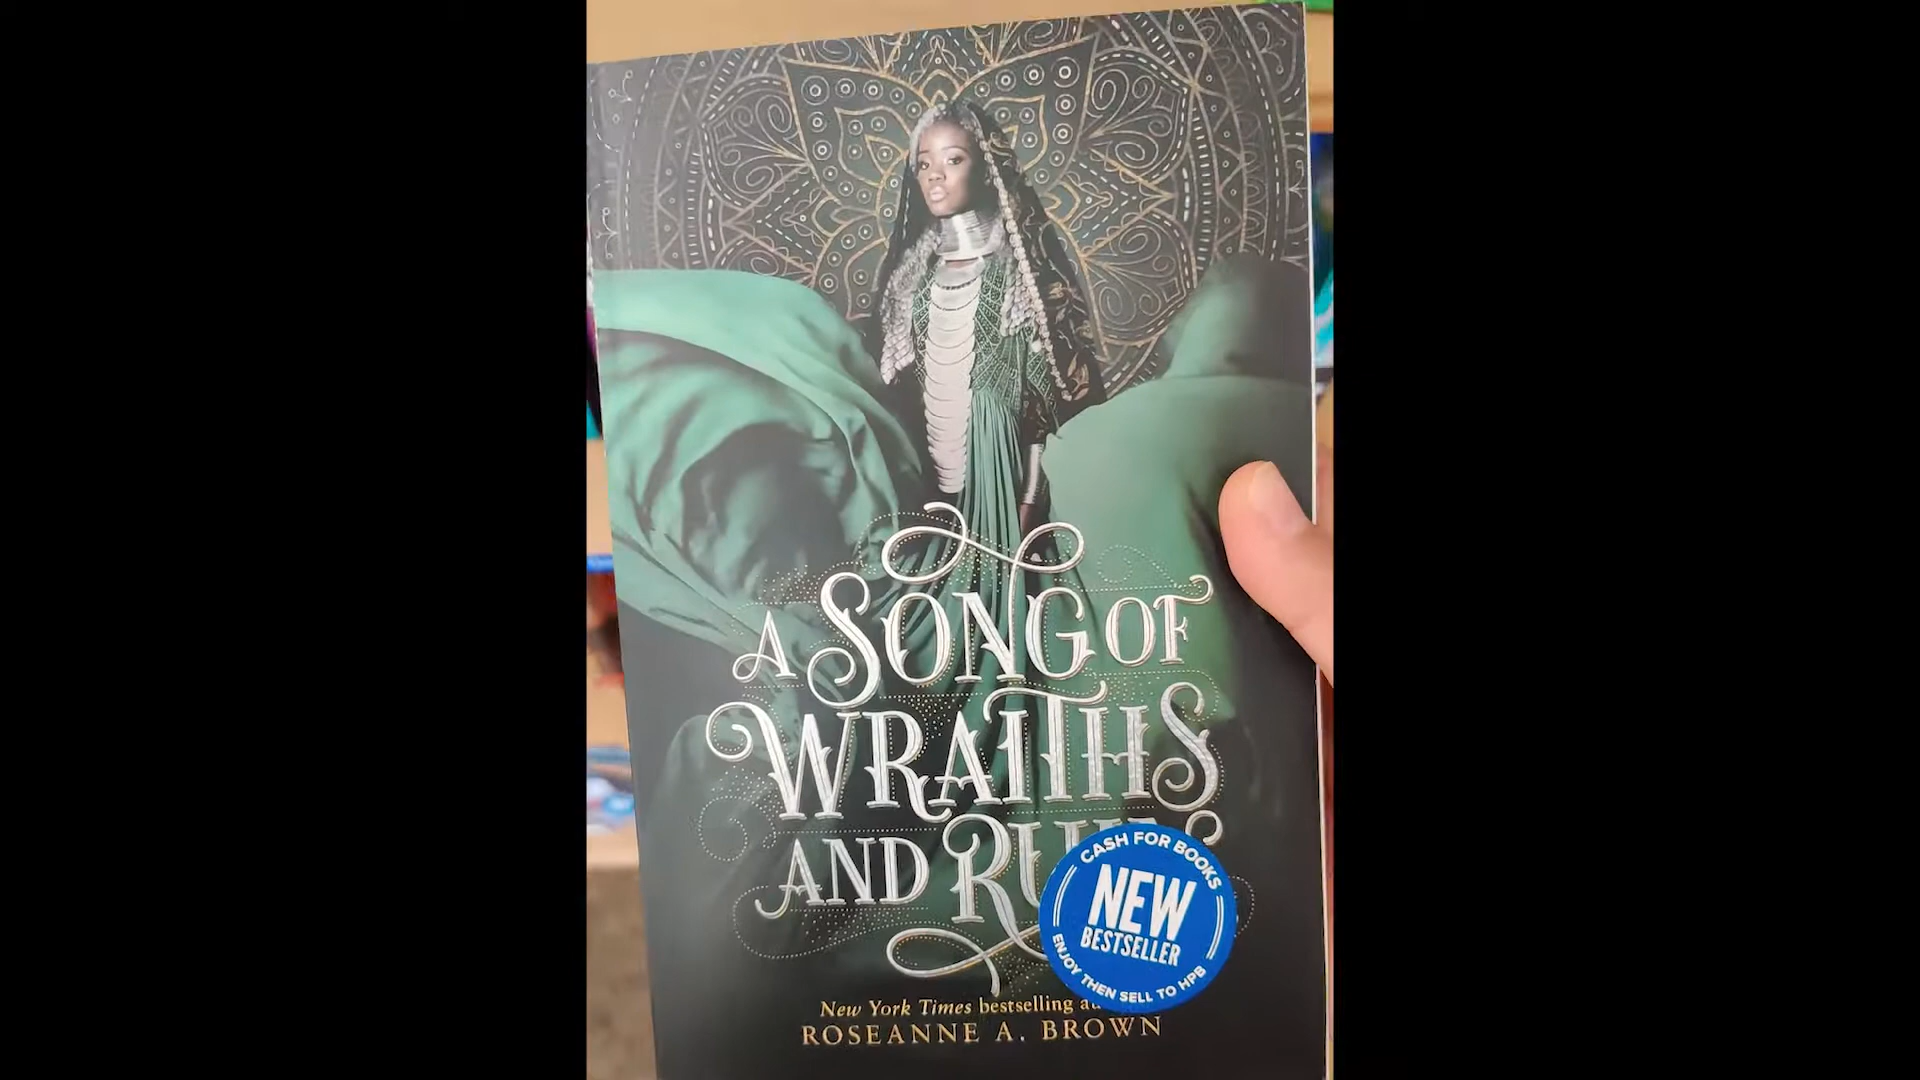 A SONG OF
WRAITHS
AND
New York Times bestselling
ROSEANNE A. BROWN
CASH FOR BOOKS
NEW
BESTSELLER
ENJOY THEN SELL TO HPB